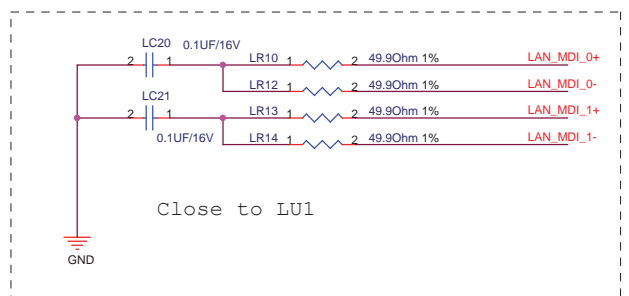 LC20 0.1UF/16V
2 1 LR10 1 2 49.9Ohm 1% LAN_MDI_0+
LR12 1 2 49.9Ohm 1% LAN_MDI_0-
LC21
2 1 LR13 1 2 49.9Ohm 1% LAN_MDI_1+
0.1UF/16V LR14 1 2 49.9Ohm 1% LAN_MDI_1-
Close to LU1
GND